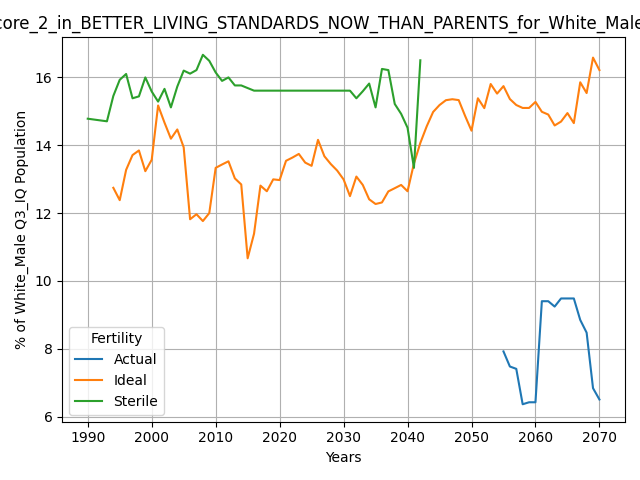 core_2_in_BETTER_LIVING_STANDARDS_NOW_THAN_PARENTS_for_White_Male
% of White_Male Q3_IQ Population
16
14
12
10
8
6
Fertility
Actual
Ideal
Sterile
1990 2000 2010 2020 2030 2040 2050 2060 2070
Years